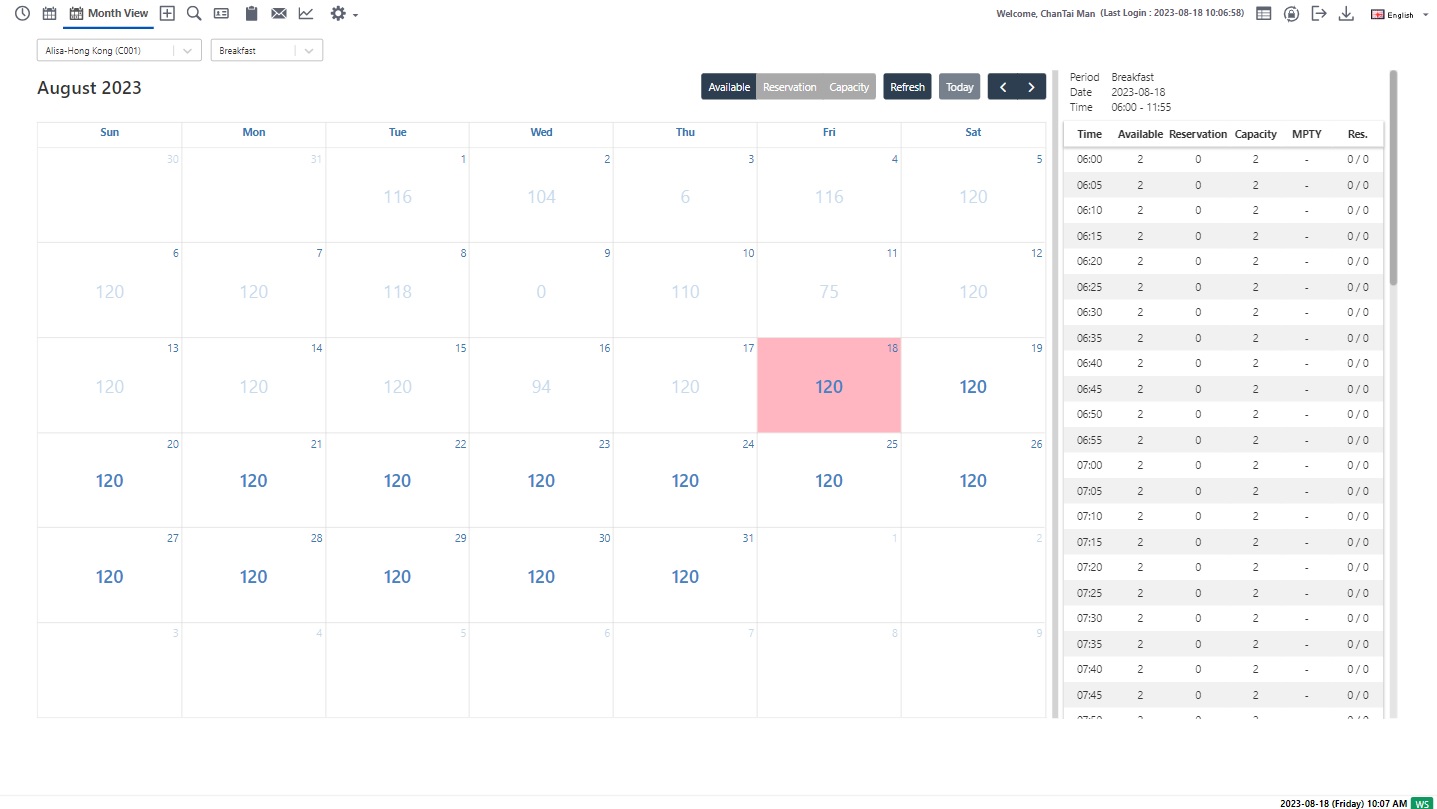 Month View
Welcome, ChanTai Man (Last Login : 2023-08-18 10:06:58)
English
Alisa-Hong Kong (C001)
Breakfast
August 2023
Available Reservation Capacity Refresh Today
Sun Mon Tue Wed Thu Fri Sat
30 31 1 2 3 4 5
116 104 6 116 120
6 7 8 9 10 11 12
120 120 118 0 110 75 120
13 14 15 16 17 18 19
120 120 120 94 120 120 120
20 21 22 23 24 25 26
120 120 120 120 120 120 120
27 28 29 30 31 1 2
120 120 120 120 120
3 4 5 6 7 8 9
Period Breakfast
Date 2023-08-18
Time 06:00 - 11:55
Time Available Reservation Capacity MPTY Res.
06:00 2 0 2 - 0 / 0
06:05 2 0 2 - 0 / 0
06:10 2 0 2 - 0 / 0
06:15 2 0 2 - 0 / 0
06:20 2 0 2 - 0 / 0
06:25 2 0 2 - 0 / 0
06:30 2 0 2 - 0 / 0
06:35 2 0 2 - 0 / 0
06:40 2 0 2 - 0 / 0
06:45 2 0 2 - 0 / 0
06:50 2 0 2 - 0 / 0
06:55 2 0 2 - 0 / 0
07:00 2 0 2 - 0 / 0
07:05 2 0 2 - 0 / 0
07:10 2 0 2 - 0 / 0
07:15 2 0 2 - 0 / 0
07:20 2 0 2 - 0 / 0
07:25 2 0 2 - 0 / 0
07:30 2 0 2 - 0 / 0
07:35 2 0 2 - 0 / 0
07:40 2 0 2 - 0 / 0
07:45 2 0 2 - 0 / 0
2023-08-18 (Friday) 10:07 AM WS